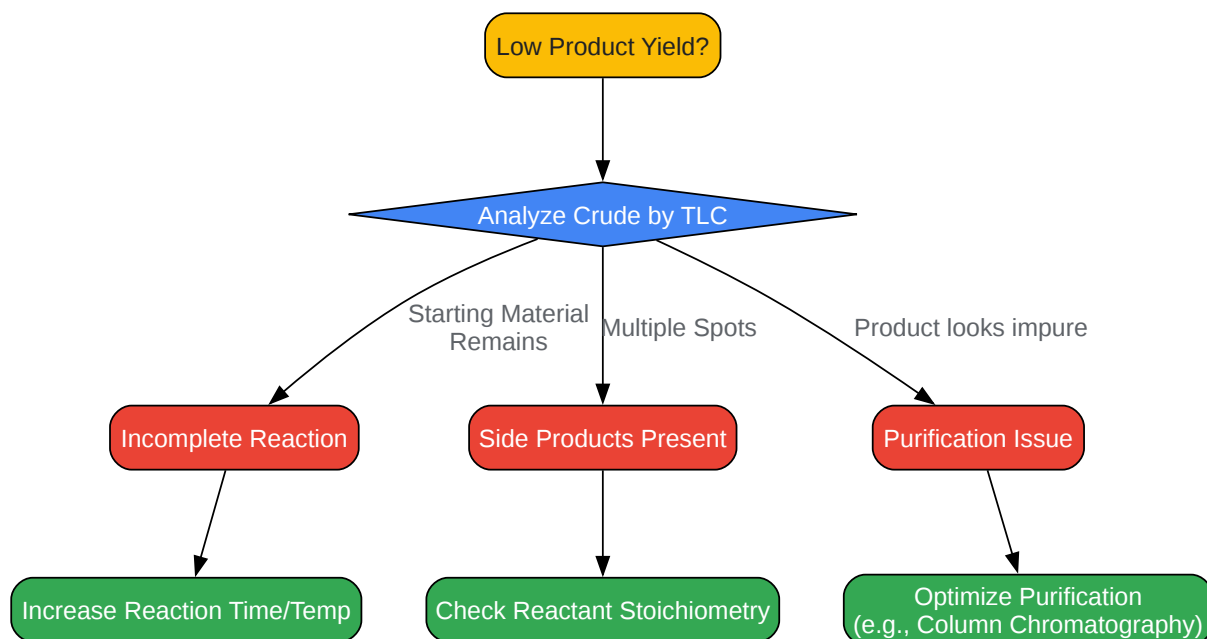 Low Product Yield?
Analyze Crude by TLC
Starting Material
Remains
Multiple Spots
Product looks impure
Incomplete Reaction
Side Products Present
Purification Issue
Increase Reaction Time/Temp
Check Reactant Stoichiometry
Optimize Purification
(e.g., Column Chromatography)